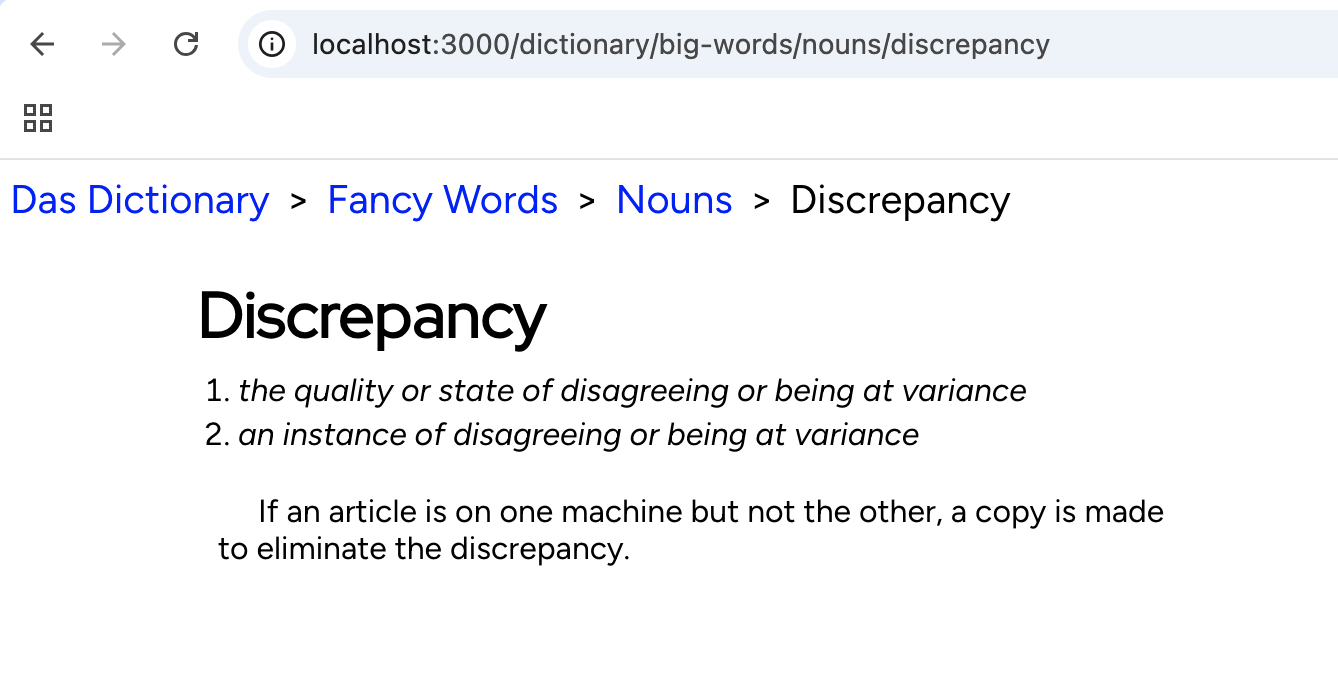 localhost:3000/dictionary/big-words/nouns/discrepancy
Das Dictionary > Fancy Words > Nouns > Discrepancy
Discrepancy
1. the quality or state of disagreeing or being at variance
2. an instance of disagreeing or being at variance
If an article is on one machine but not the other, a copy is made
to eliminate the discrepancy.